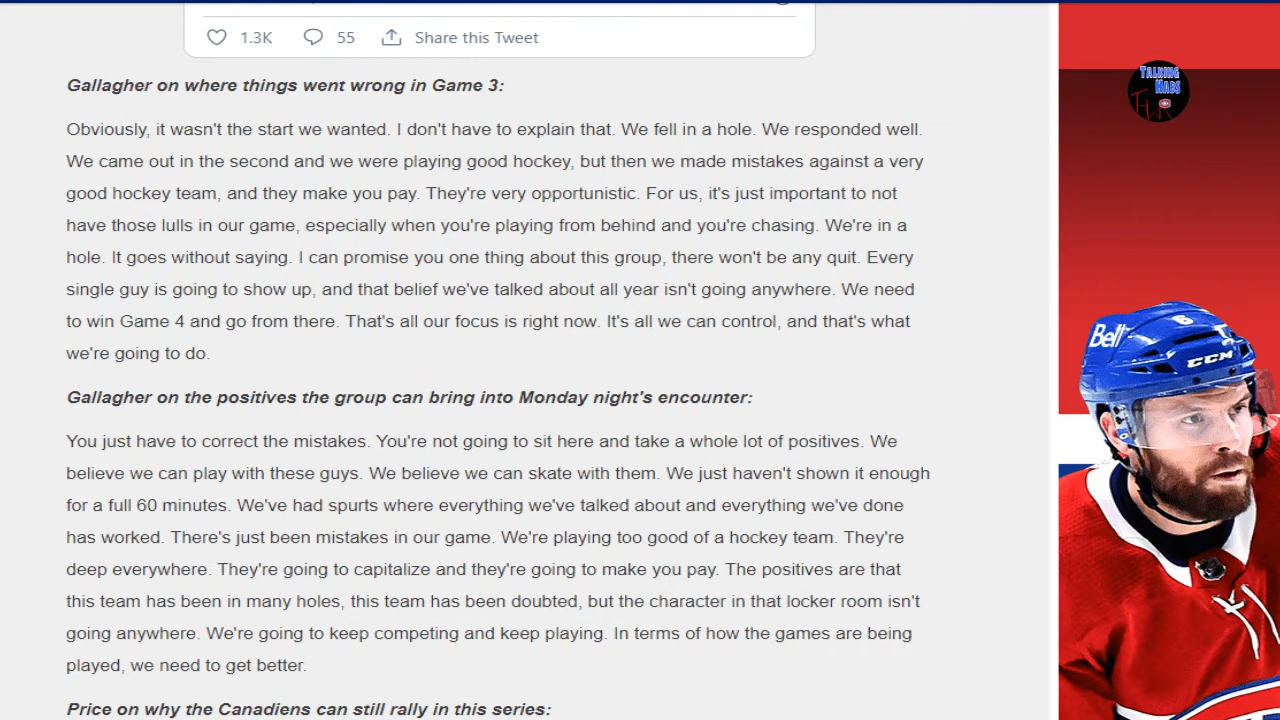 1.3K 55 Share this Tweet
Gallagher on where things went wrong in Game 3:
Obviously, it wasn't the start we wanted. I don't have to explain that. We fell in a hole. We responded well.
We came out in the second and we were playing good hockey, but then we made mistakes against a very
good hockey team, and they make you pay. They're very opportunistic. For us, it's just important to not
have those lulls in our game, especially when you're playing from behind and you're chasing. We're in a
hole. It goes without saying. I can promise you one thing about this group, there won't be any quit. Every
single guy is going to show up, and that belief we've talked about all year isn't going anywhere. We need
to win Game 4 and go from there. That's all our focus is right now. It's all we can control, and that's what
we're going to do.
Gallagher on the positives the group can bring into Monday night's encounter:
You just have to correct the mistakes. You're not going to sit here and take a whole lot of positives. We
believe we can play with these guys. We believe we can skate with them. We just haven't shown it enough
for a full 60 minutes. We've had spurts where everything we've talked about and everything we've done
has worked. There's just been mistakes in our game. We're playing too good of a hockey team. They're
deep everywhere. They're going to capitalize and they're going to make you pay. The positives are that
this team has been in many holes, this team has been doubted, but the character in that locker room isn't
going anywhere. We're going to keep competing and keep playing. In terms of how the games are being
played, we need to get better.
Price on why the Canadiens can still rally in this series:
TALKING
HABS
Bell
6
CCM